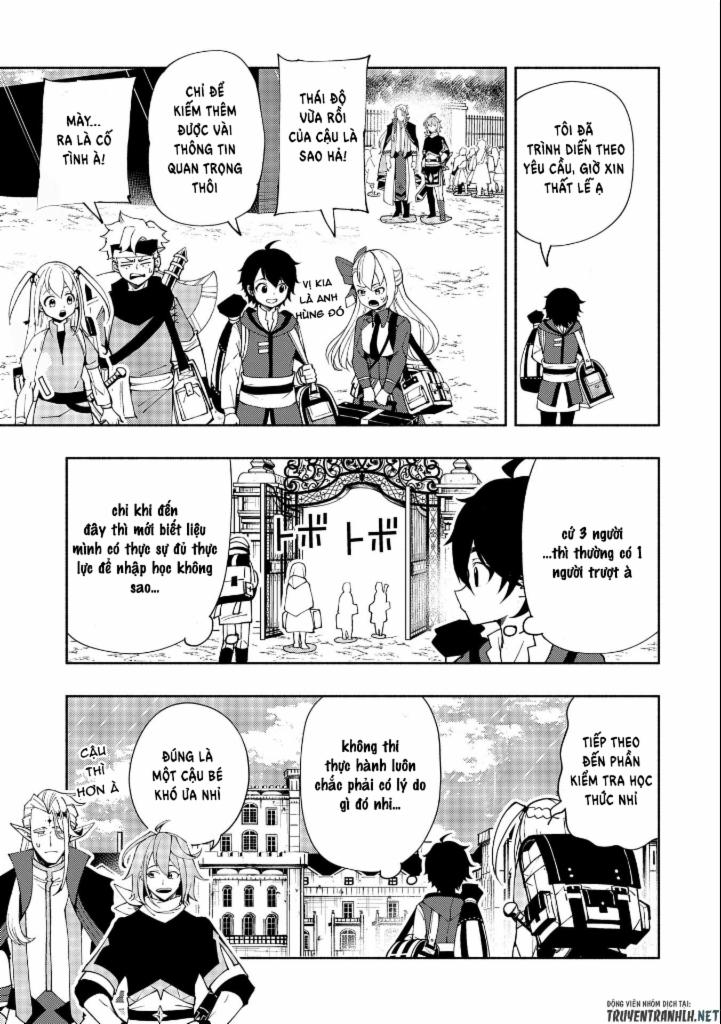 TÔI ĐÃ
TRÌNH DIỄN THEO
YÊU CẦU, GIỜ XIN
THẤT LỄ Ạ
THÁI ĐỘ
VỪA RỒI
CỦA CẬU LÀ
SAO HẢ!
CHỈ ĐỂ
KIẾM THÊM
ĐƯỢC VÀI
THÔNG TIN
QUAN TRỌNG
THÔI
MÀY...
RA LÀ CỐ
TÌNH À!
VỊ KIA
LÀ ANH
HÙNG ĐÓ
cứ 3 người
...thì thường có 1
người trượt à
トボ
トボ
chỉ khi đến
đây thì mới biết liệu
mình có thực sự đủ thực
lực để nhập học không
sao...
TIẾP THEO
ĐẾN PHẦN
KIỂM TRA HỌC
THỨC NHỈ
không thi
thực hành luôn
chắc phải có lý do
gì đó nhỉ...
ĐÚNG LÀ
MỘT CẬU BÉ
KHÓ ƯA NHỈ
CẬU
THÌ
HƠN À
ĐỘNG VIÊN NHÓM DỊCH TẠI:
TRUYENTRANHLH.NET